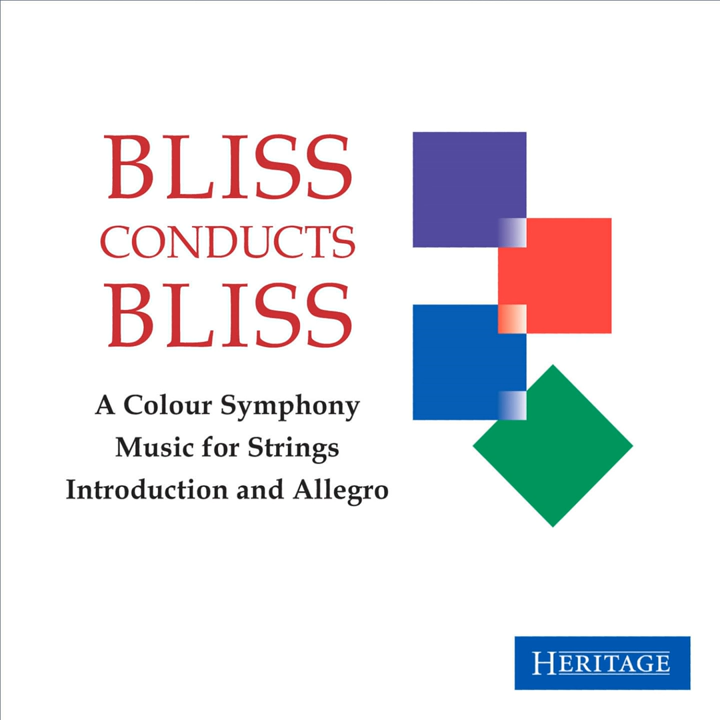 BLISS
CONDUCTS
BLISS
A Colour Symphony
Music for Strings
Introduction and Allegro
HERITAGE